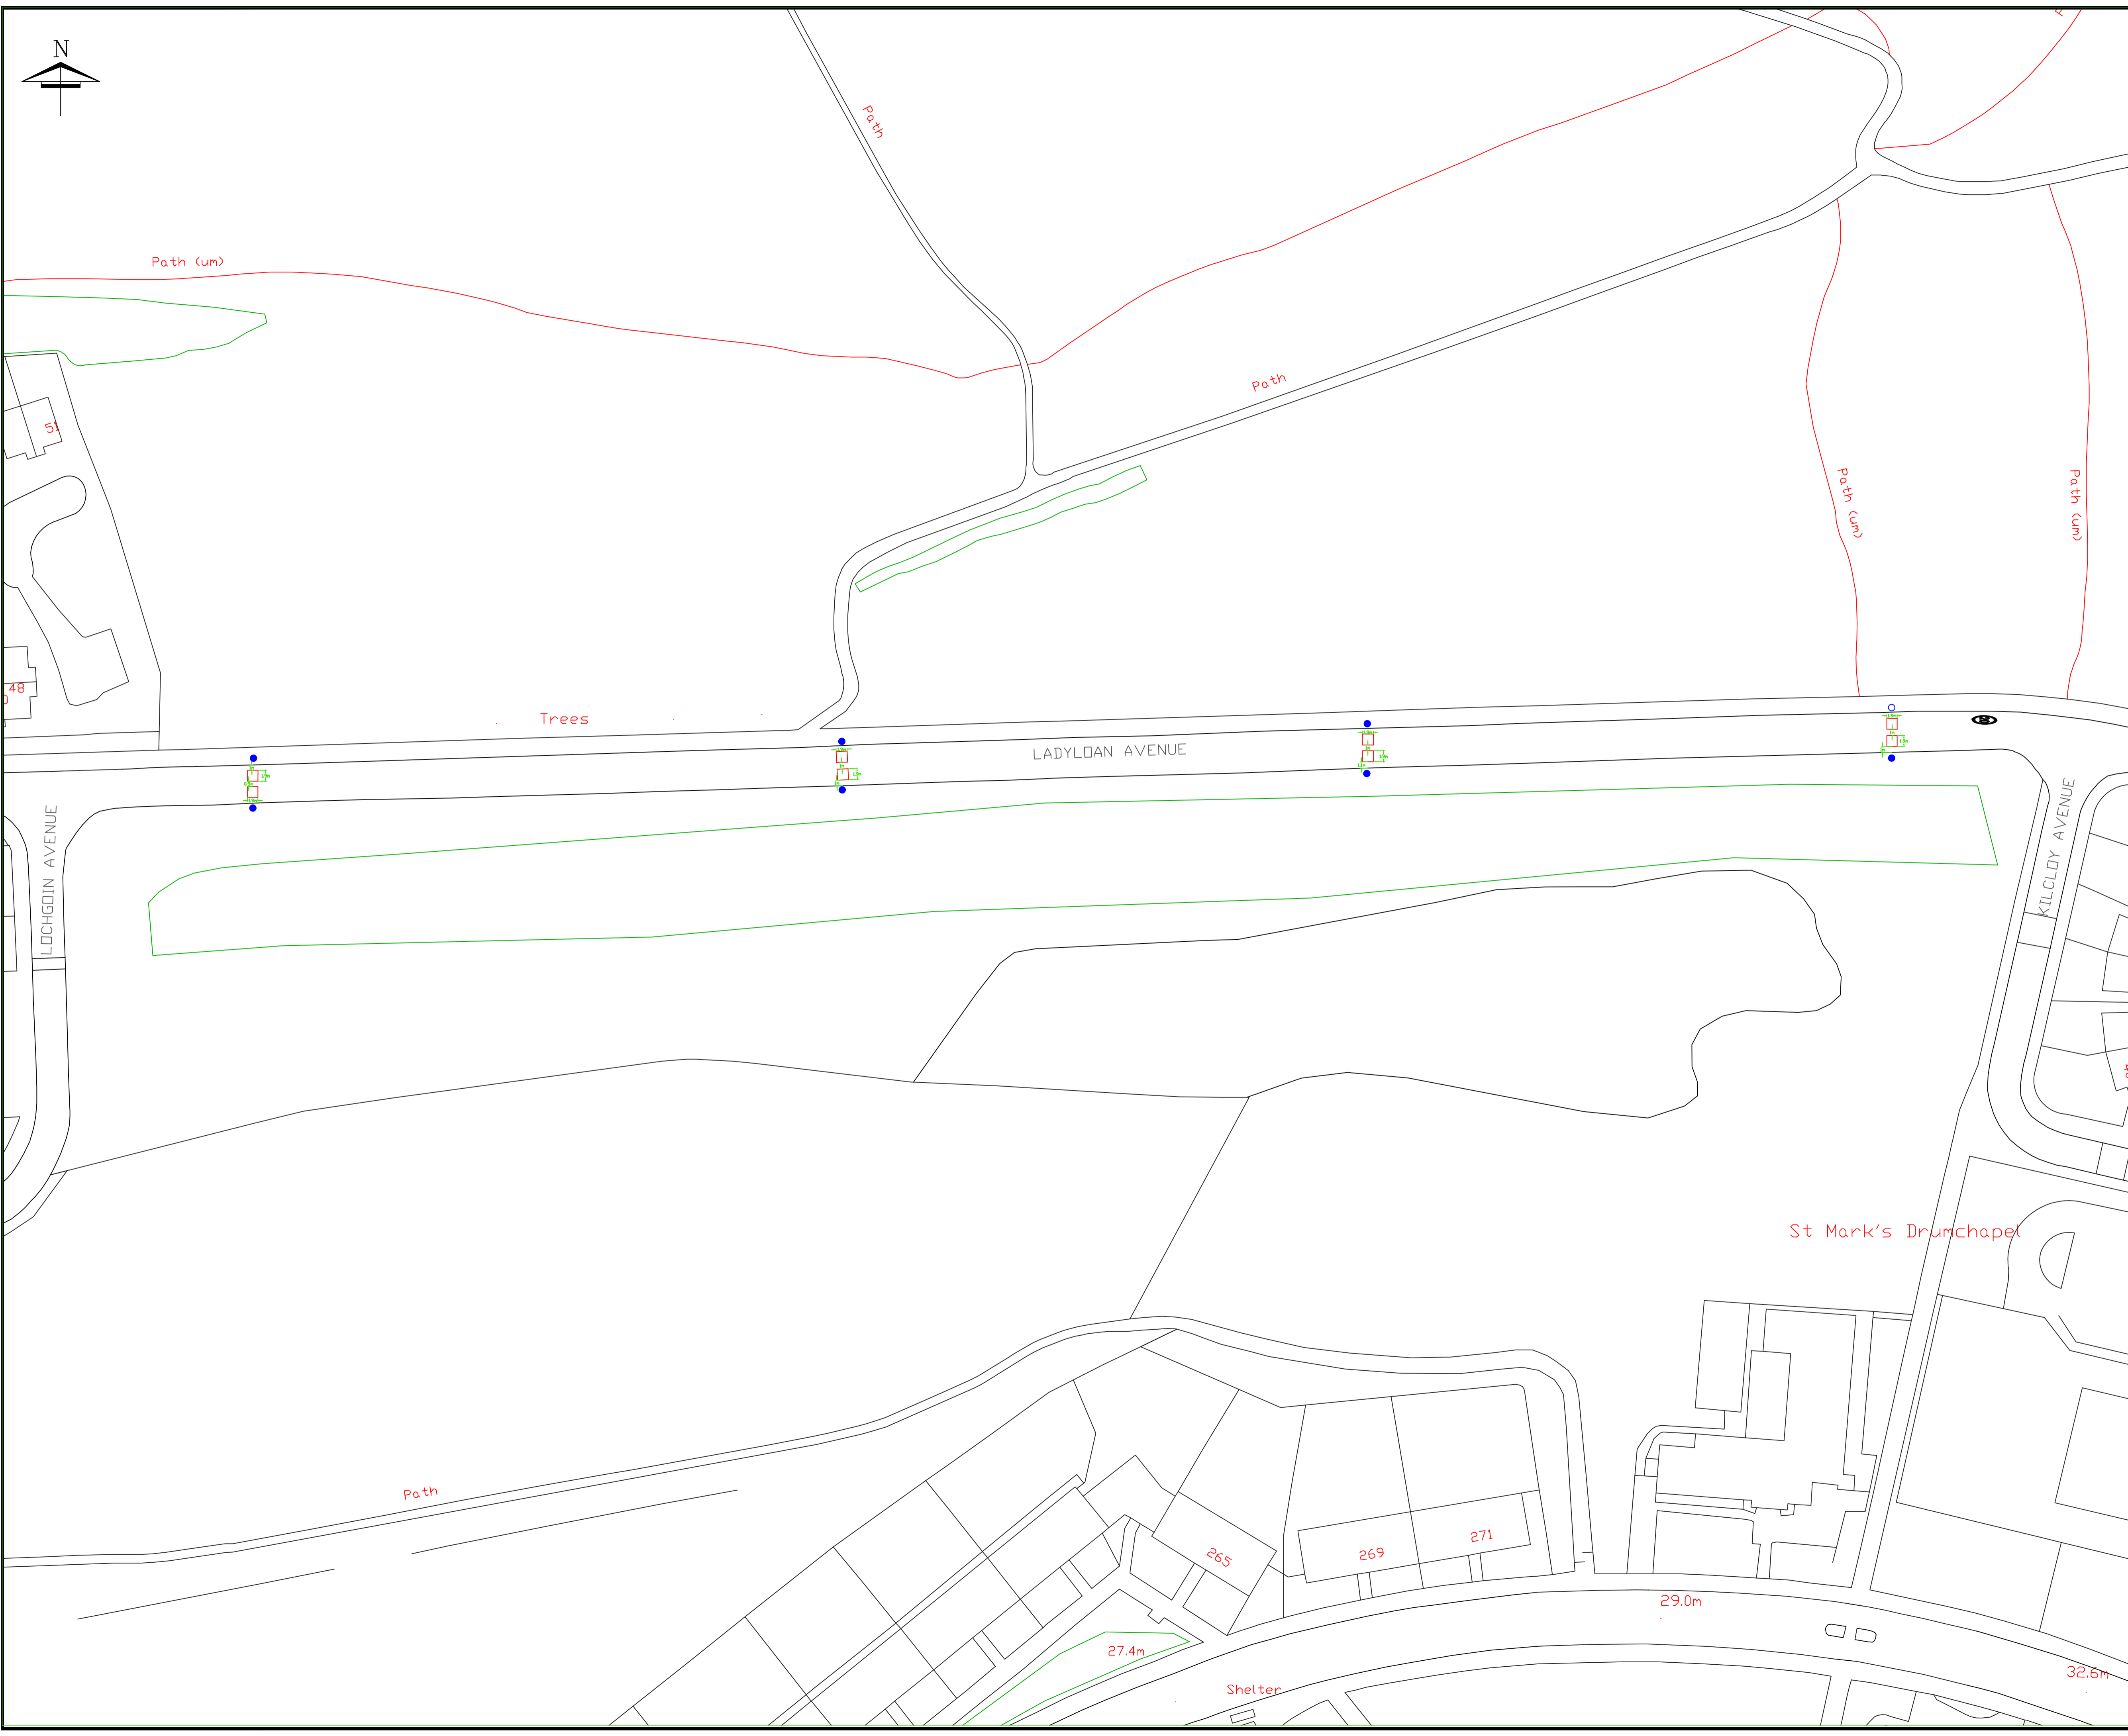 N
Path
Path (um)
Path
51
Path (um)
Path (um)
48
Trees
LADYLOAN AVENUE
LOCHGOIN AVENUE
KILCLOY AVENUE
St Mark's Drumchapel
Path
265
269
271
29.0m
27.4m
Shelter
32.6m